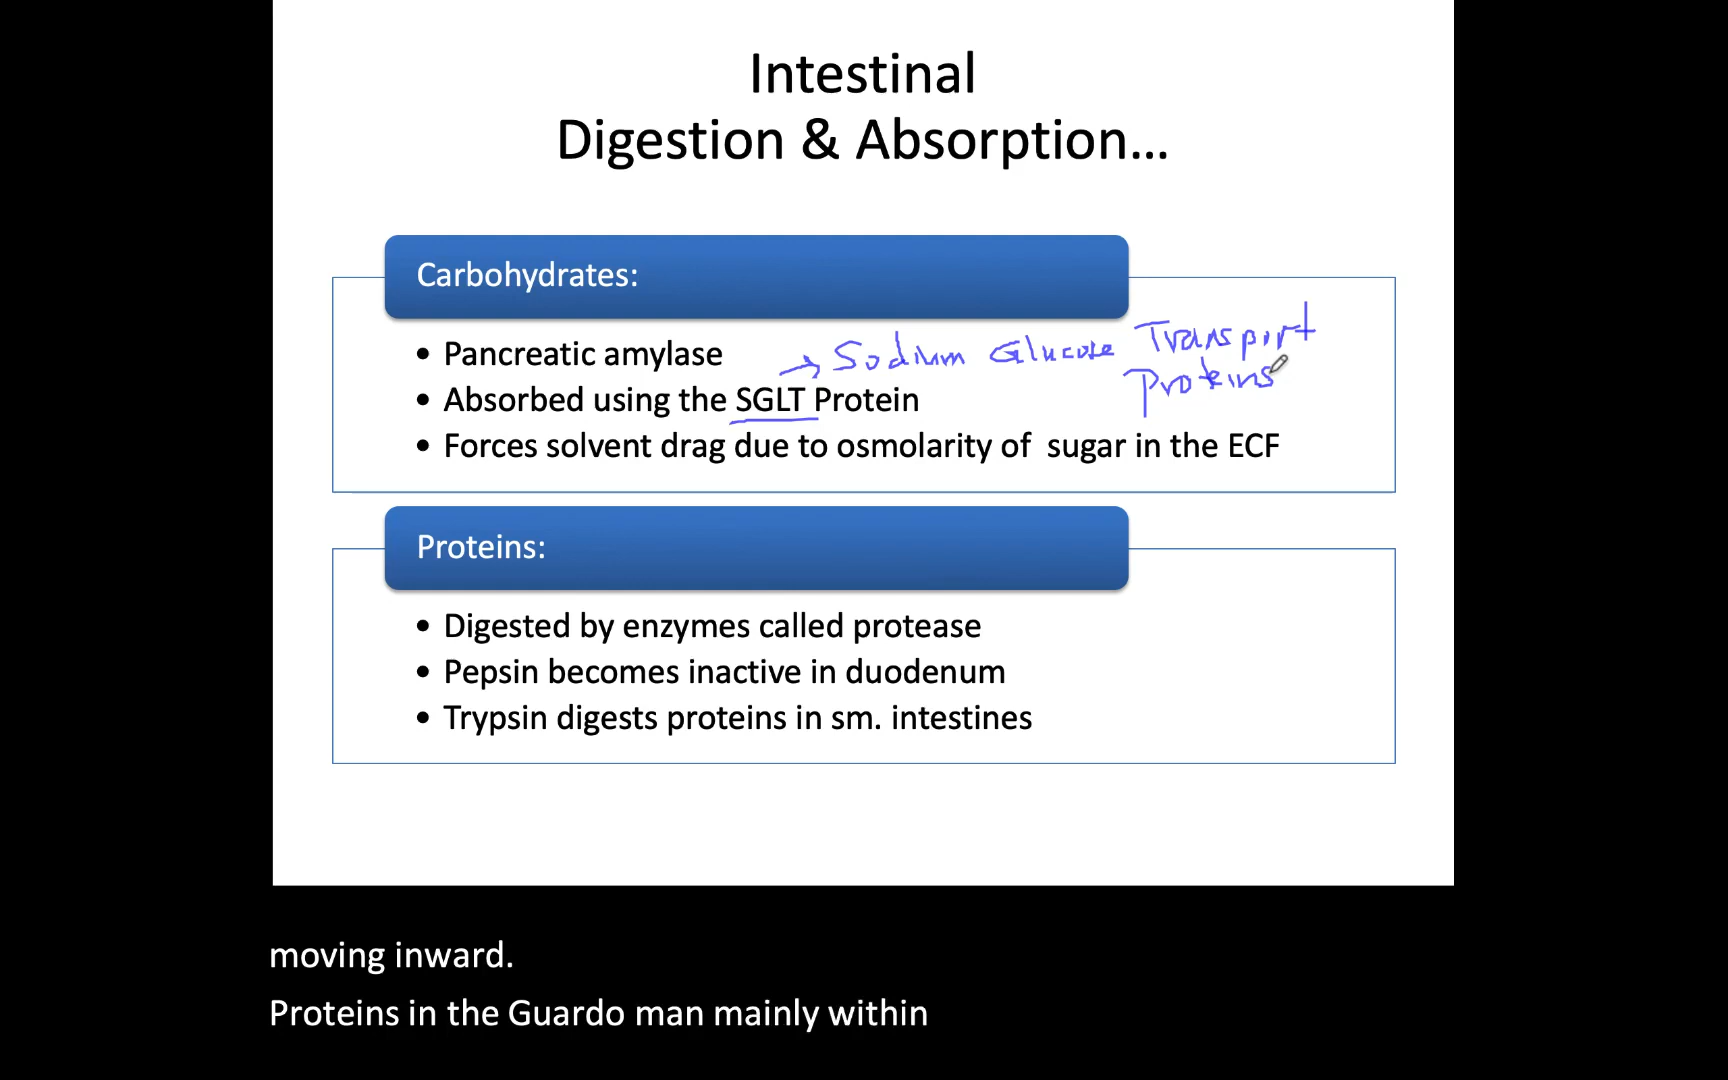 Intestinal
Digestion & Absorption...
Carbohydrates:
• Pancreatic amylase
→ Sodium Glucose Transport
Proteins
• Absorbed using the SGLT Protein
• Forces solvent drag due to osmolarity of sugar in the ECF
Proteins:
• Digested by enzymes called protease
• Pepsin becomes inactive in duodenum
• Trypsin digests proteins in sm. intestines
moving inward.
Proteins in the Guardo man mainly within